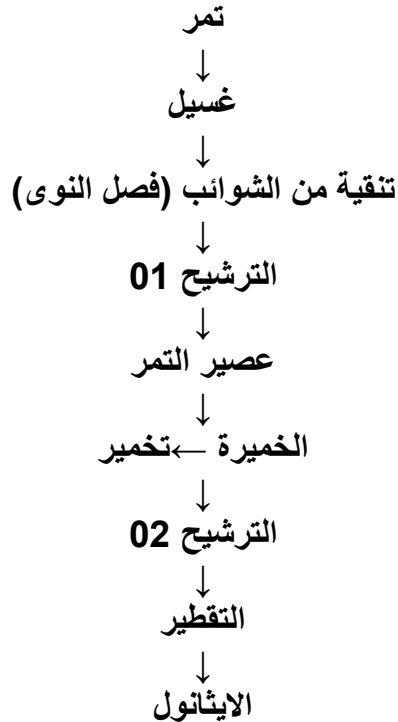 تمر
↓
غسيل
↓
تنقية من الشوائب (فصل النوى)
↓
الترشيح 01
↓
عصير التمر
↓
الخميرة ←تخمير
↓
الترشيح 02
↓
التقطير
↓
الايثانول